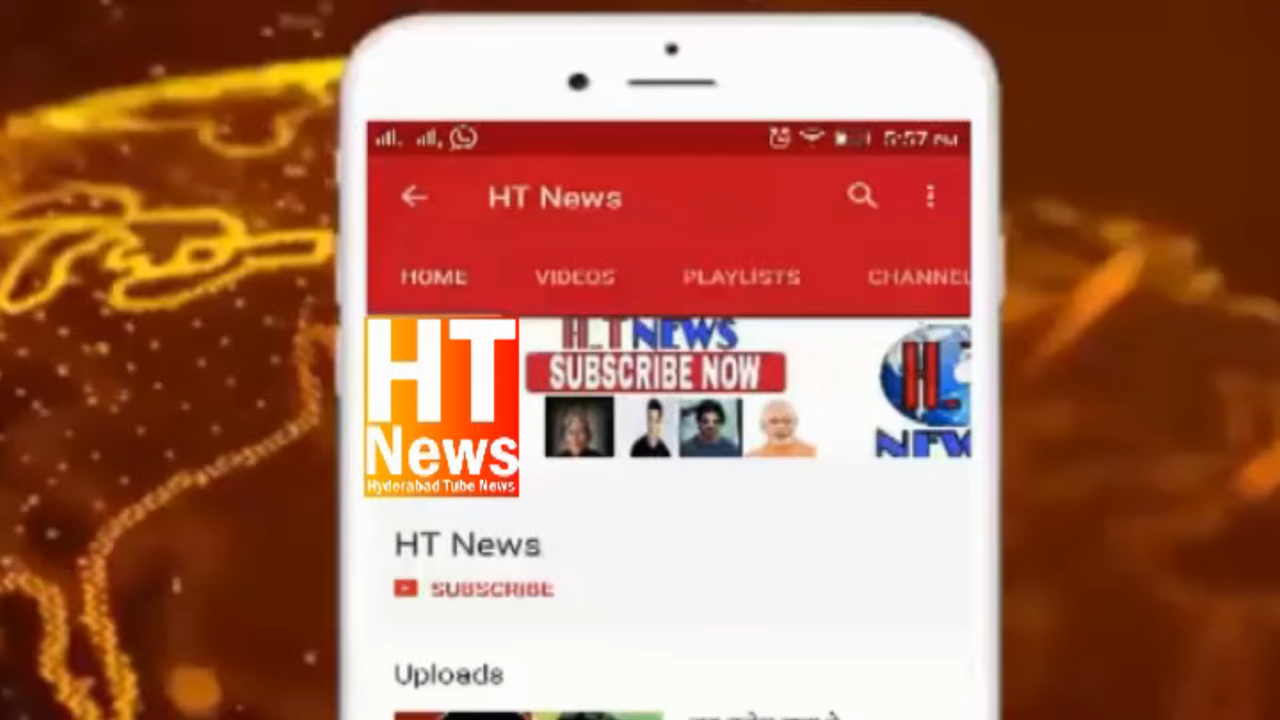 5:57 PM
HT News
HOME VIDEOS PLAYLISTS CHANNEL
HT
News
Hyderabad Tube News
H_T NEWS
SUBSCRIBE NOW
HT News
SUBSCRIBE
Uploads